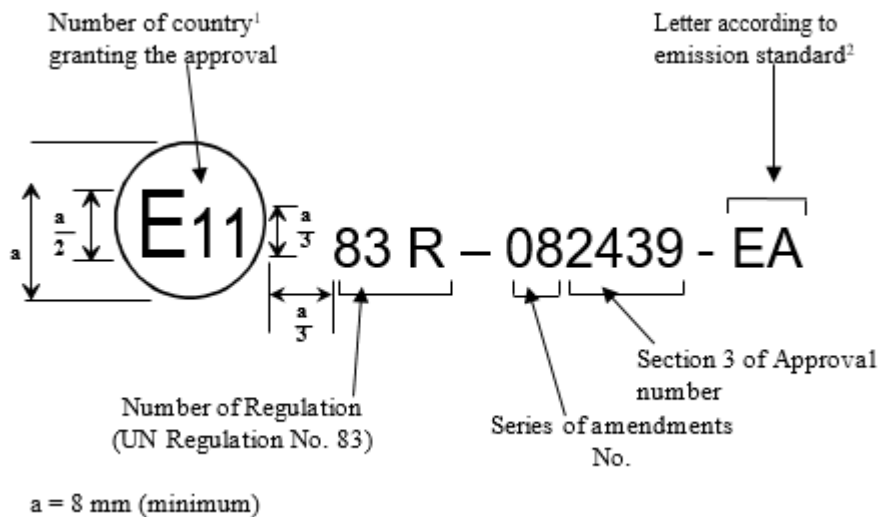 Number of country¹
granting the approval
Letter according to
emission standard²
a
a
2
E11
a
3
83 R – 082439 - EA
a
3
Number of Regulation
(UN Regulation No. 83)
Series of amendments
No.
Section 3 of Approval
number
a = 8 mm (minimum)